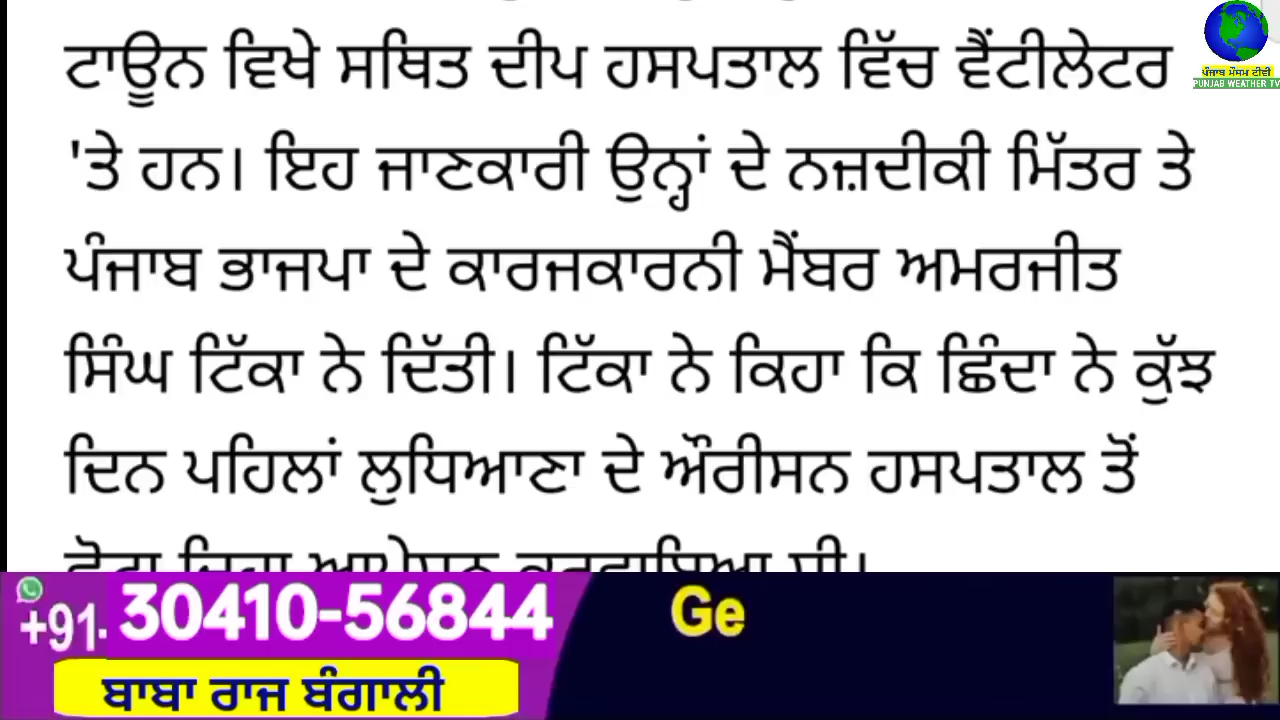 ਟਾਊਨ ਵਿਖੇ ਸਥਿਤ ਦੀਪ ਹਸਪਤਾਲ ਵਿੱਚ ਵੈਂਟੀਲੇਟਰ
'ਤੇ ਹਨ। ਇਹ ਜਾਣਕਾਰੀ ਉਨ੍ਹਾਂ ਦੇ ਨਜ਼ਦੀਕੀ ਮਿੱਤਰ ਤੇ
ਪੰਜਾਬ ਭਾਜਪਾ ਦੇ ਕਾਰਜਕਾਰਨੀ ਮੈਂਬਰ ਅਮਰਜੀਤ
ਸਿੰਘ ਟਿੱਕਾ ਨੇ ਦਿੱਤੀ। ਟਿੱਕਾ ਨੇ ਕਿਹਾ ਕਿ ਛਿੰਦਾ ਨੇ ਕੁੱਝ
ਦਿਨ ਪਹਿਲਾਂ ਲੁਧਿਆਣਾ ਦੇ ਔਰੀਸਨ ਹਸਪਤਾਲ ਤੋਂ
ਪੰਜਾਬ ਮੌਸਮ ਟੀਵੀ
PUNJAB WEATHER TV
+91- 30410-56844
Ge
ਬਾਬਾ ਰਾਜ ਬੰਗਾਲੀ